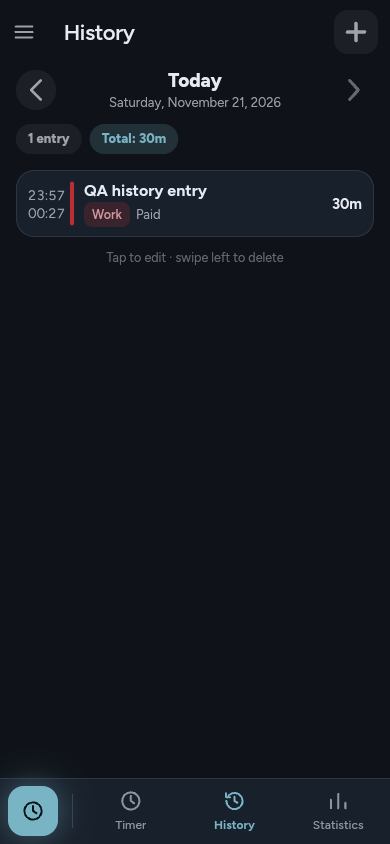 History
Today
Saturday, November 21, 2026
1 entry
Total: 30m
23:57
00:27
QA history entry
Work
Paid
30m
Tap to edit · swipe left to delete
Timer
History
Statistics